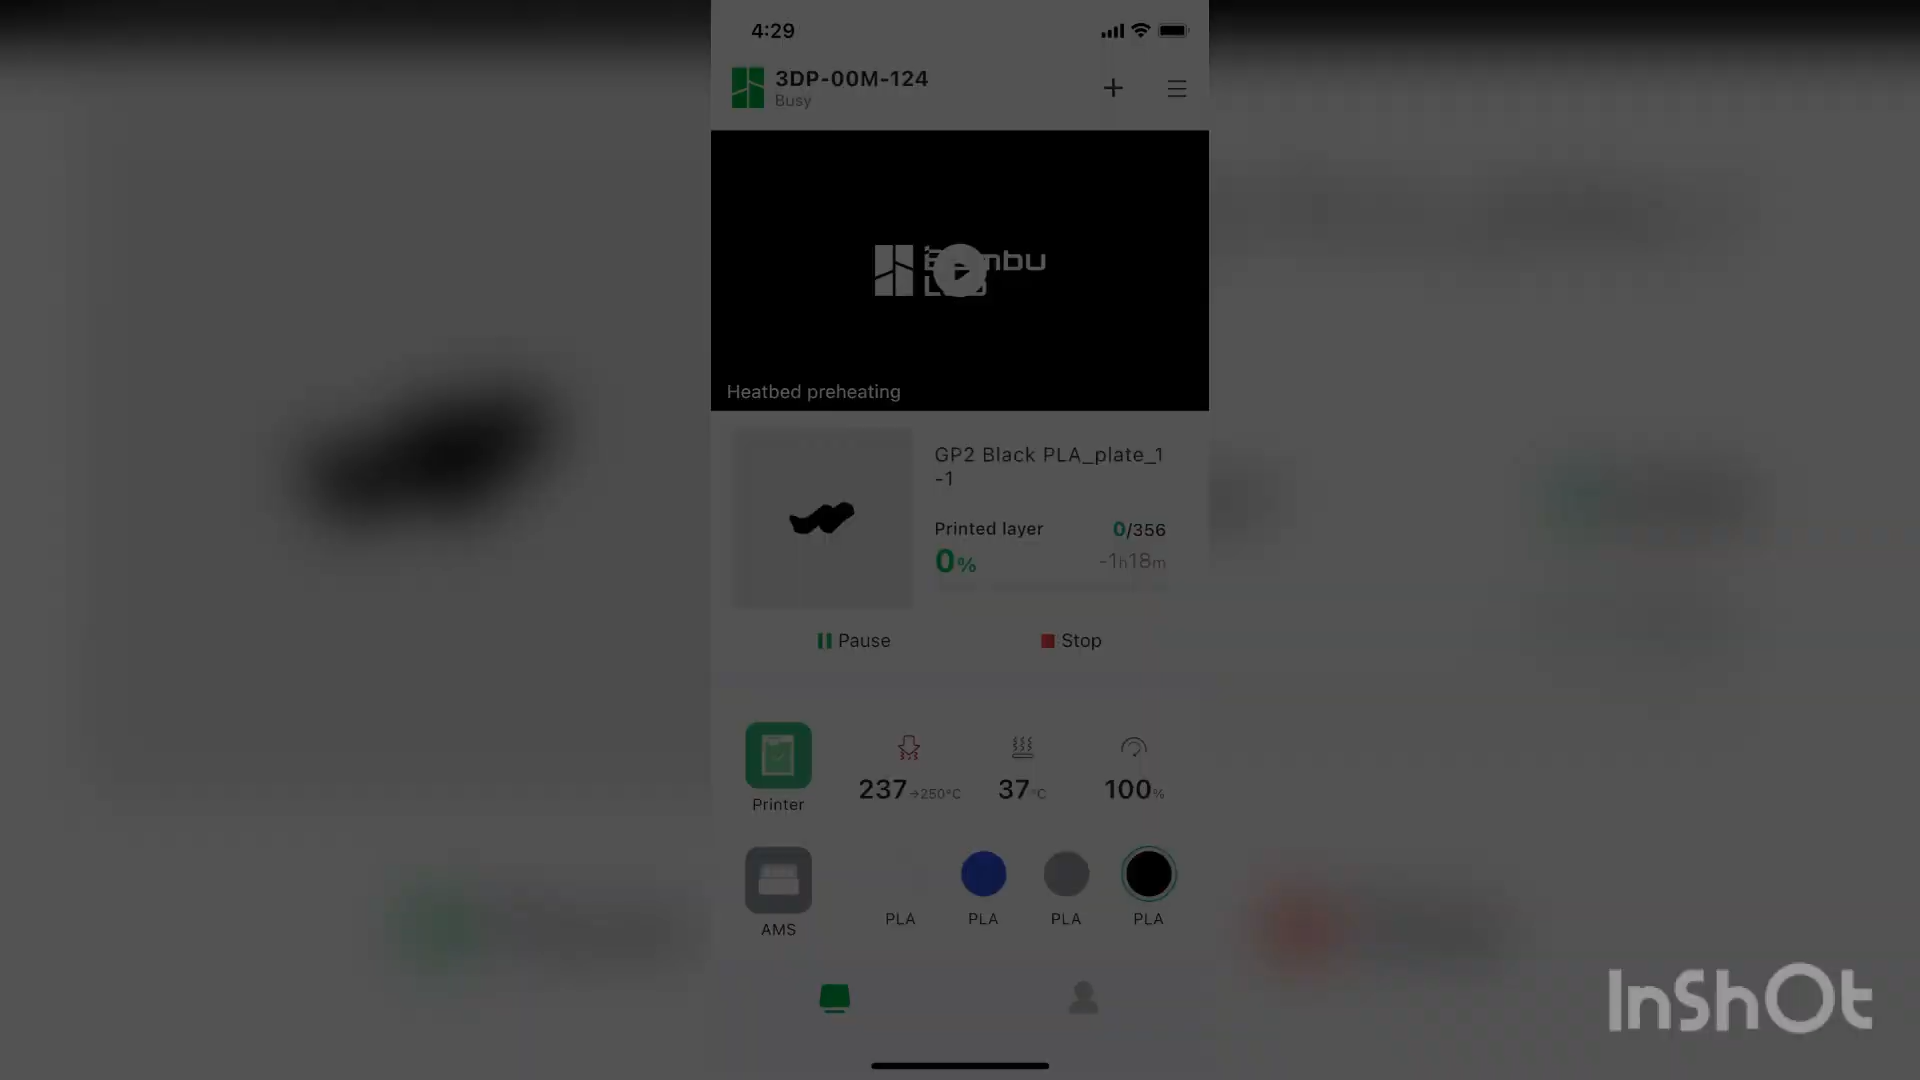 4:29
3DP-00M-124
Busy
Heatbed preheating
GP2 Black PLA_plate_1
-1
Printed layer 0/356
0% -1h18m
Pause Stop
237→250°C 37°C 100%
Printer
PLA PLA PLA PLA
AMS
InShOt